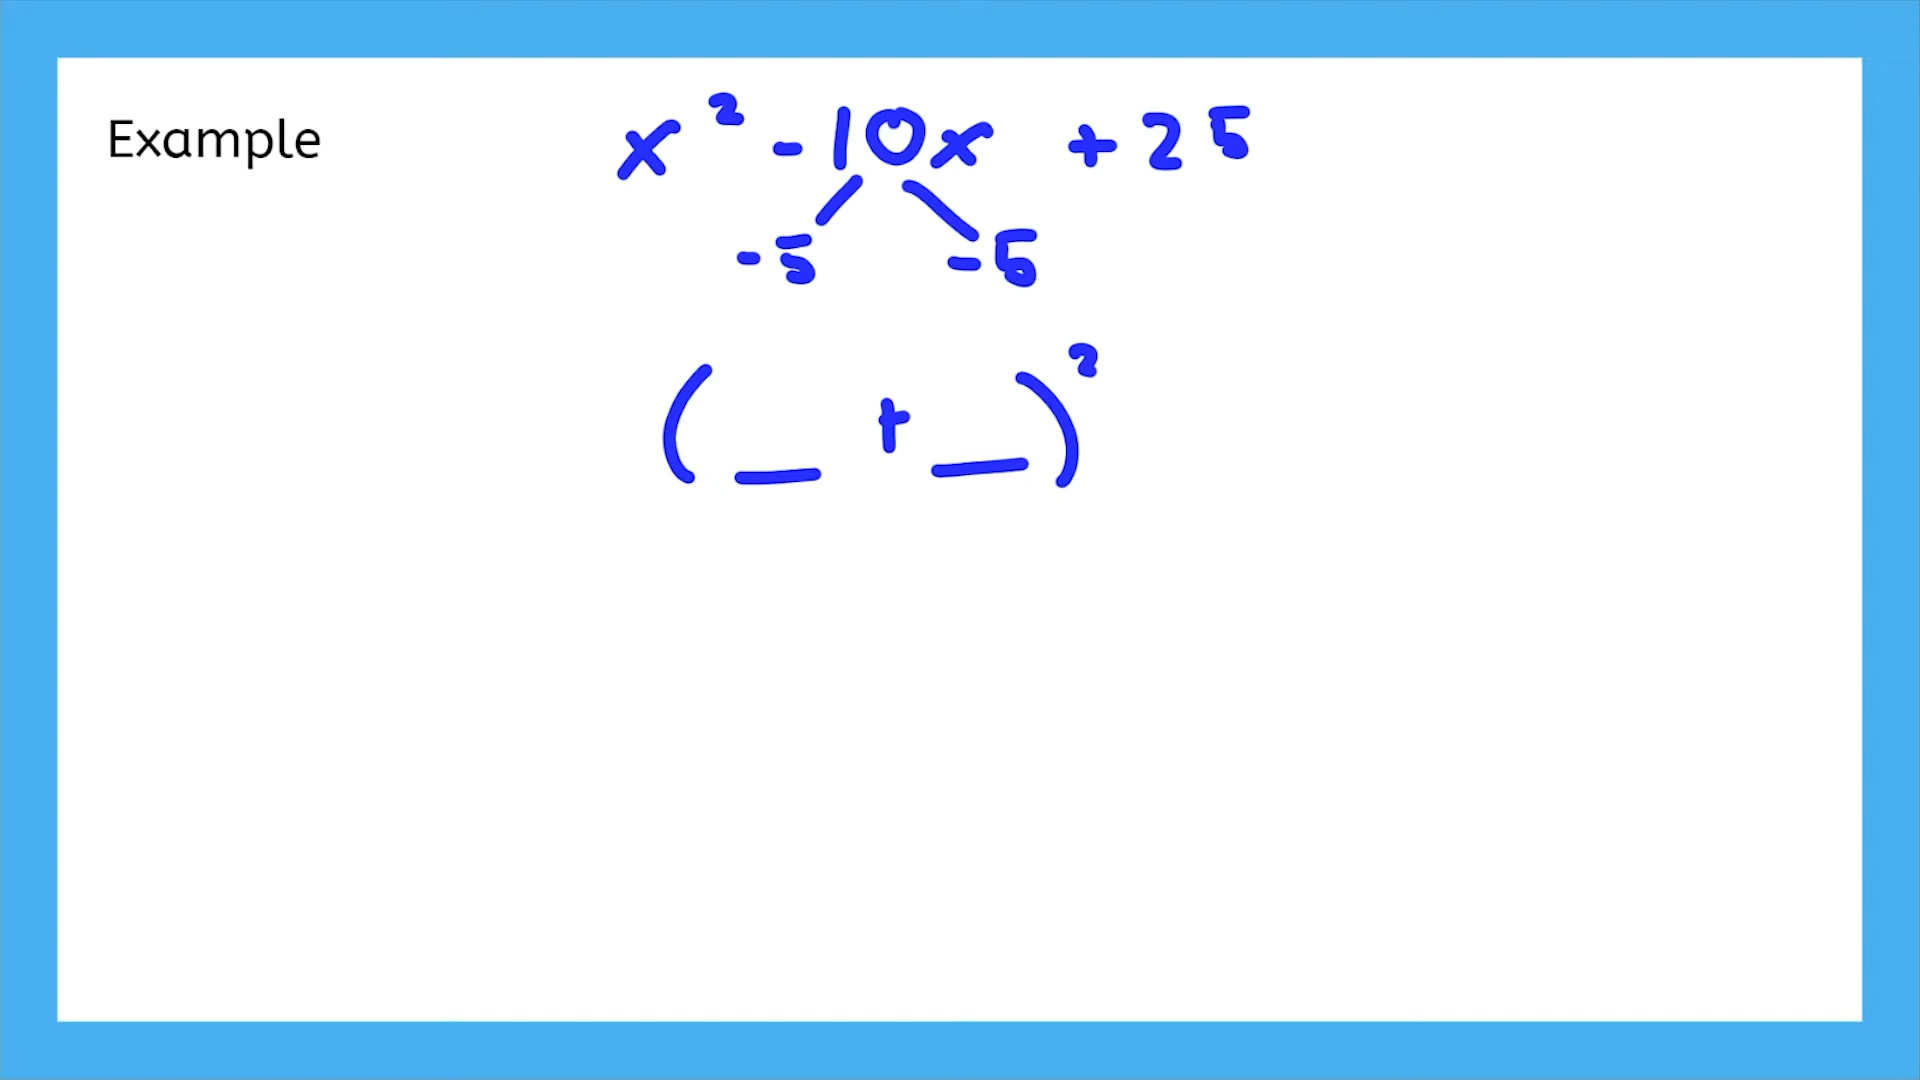 Example
x² -10x +25
-5 -5
( _ + _ )²